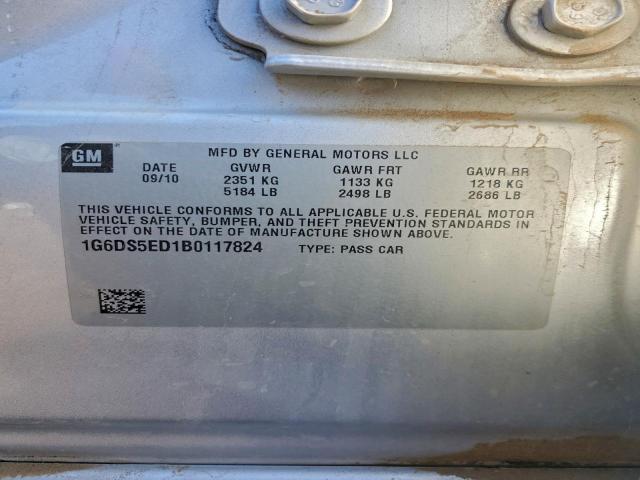 GM
MFD BY GENERAL MOTORS LLC
DATE GVWR GAWR FRT GAWR RR
09/10 2351 KG 1133 KG 1218 KG
5184 LB 2498 LB 2686 LB
THIS VEHICLE CONFORMS TO ALL APPLICABLE U.S. FEDERAL MOTOR
VEHICLE SAFETY, BUMPER, AND THEFT PREVENTION STANDARDS IN
EFFECT ON THE DATE OF MANUFACTURE SHOWN ABOVE.
1G6DS5ED1B0117824 TYPE: PASS CAR